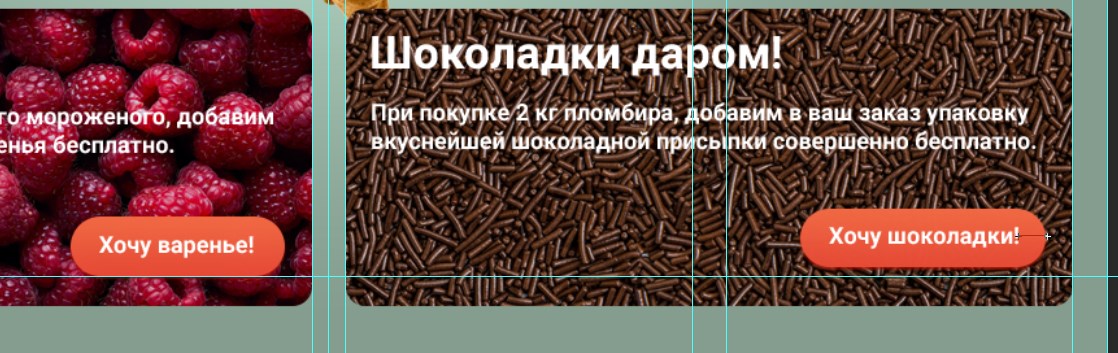 го мороженого, добавим
енья бесплатно.
Хочу варенье!
Шоколадки даром!
При покупке 2 кг пломбира, добавим в ваш заказ упаковку
вкуснейшей шоколадной присыпки совершенно бесплатно.
Хочу шоколадки!